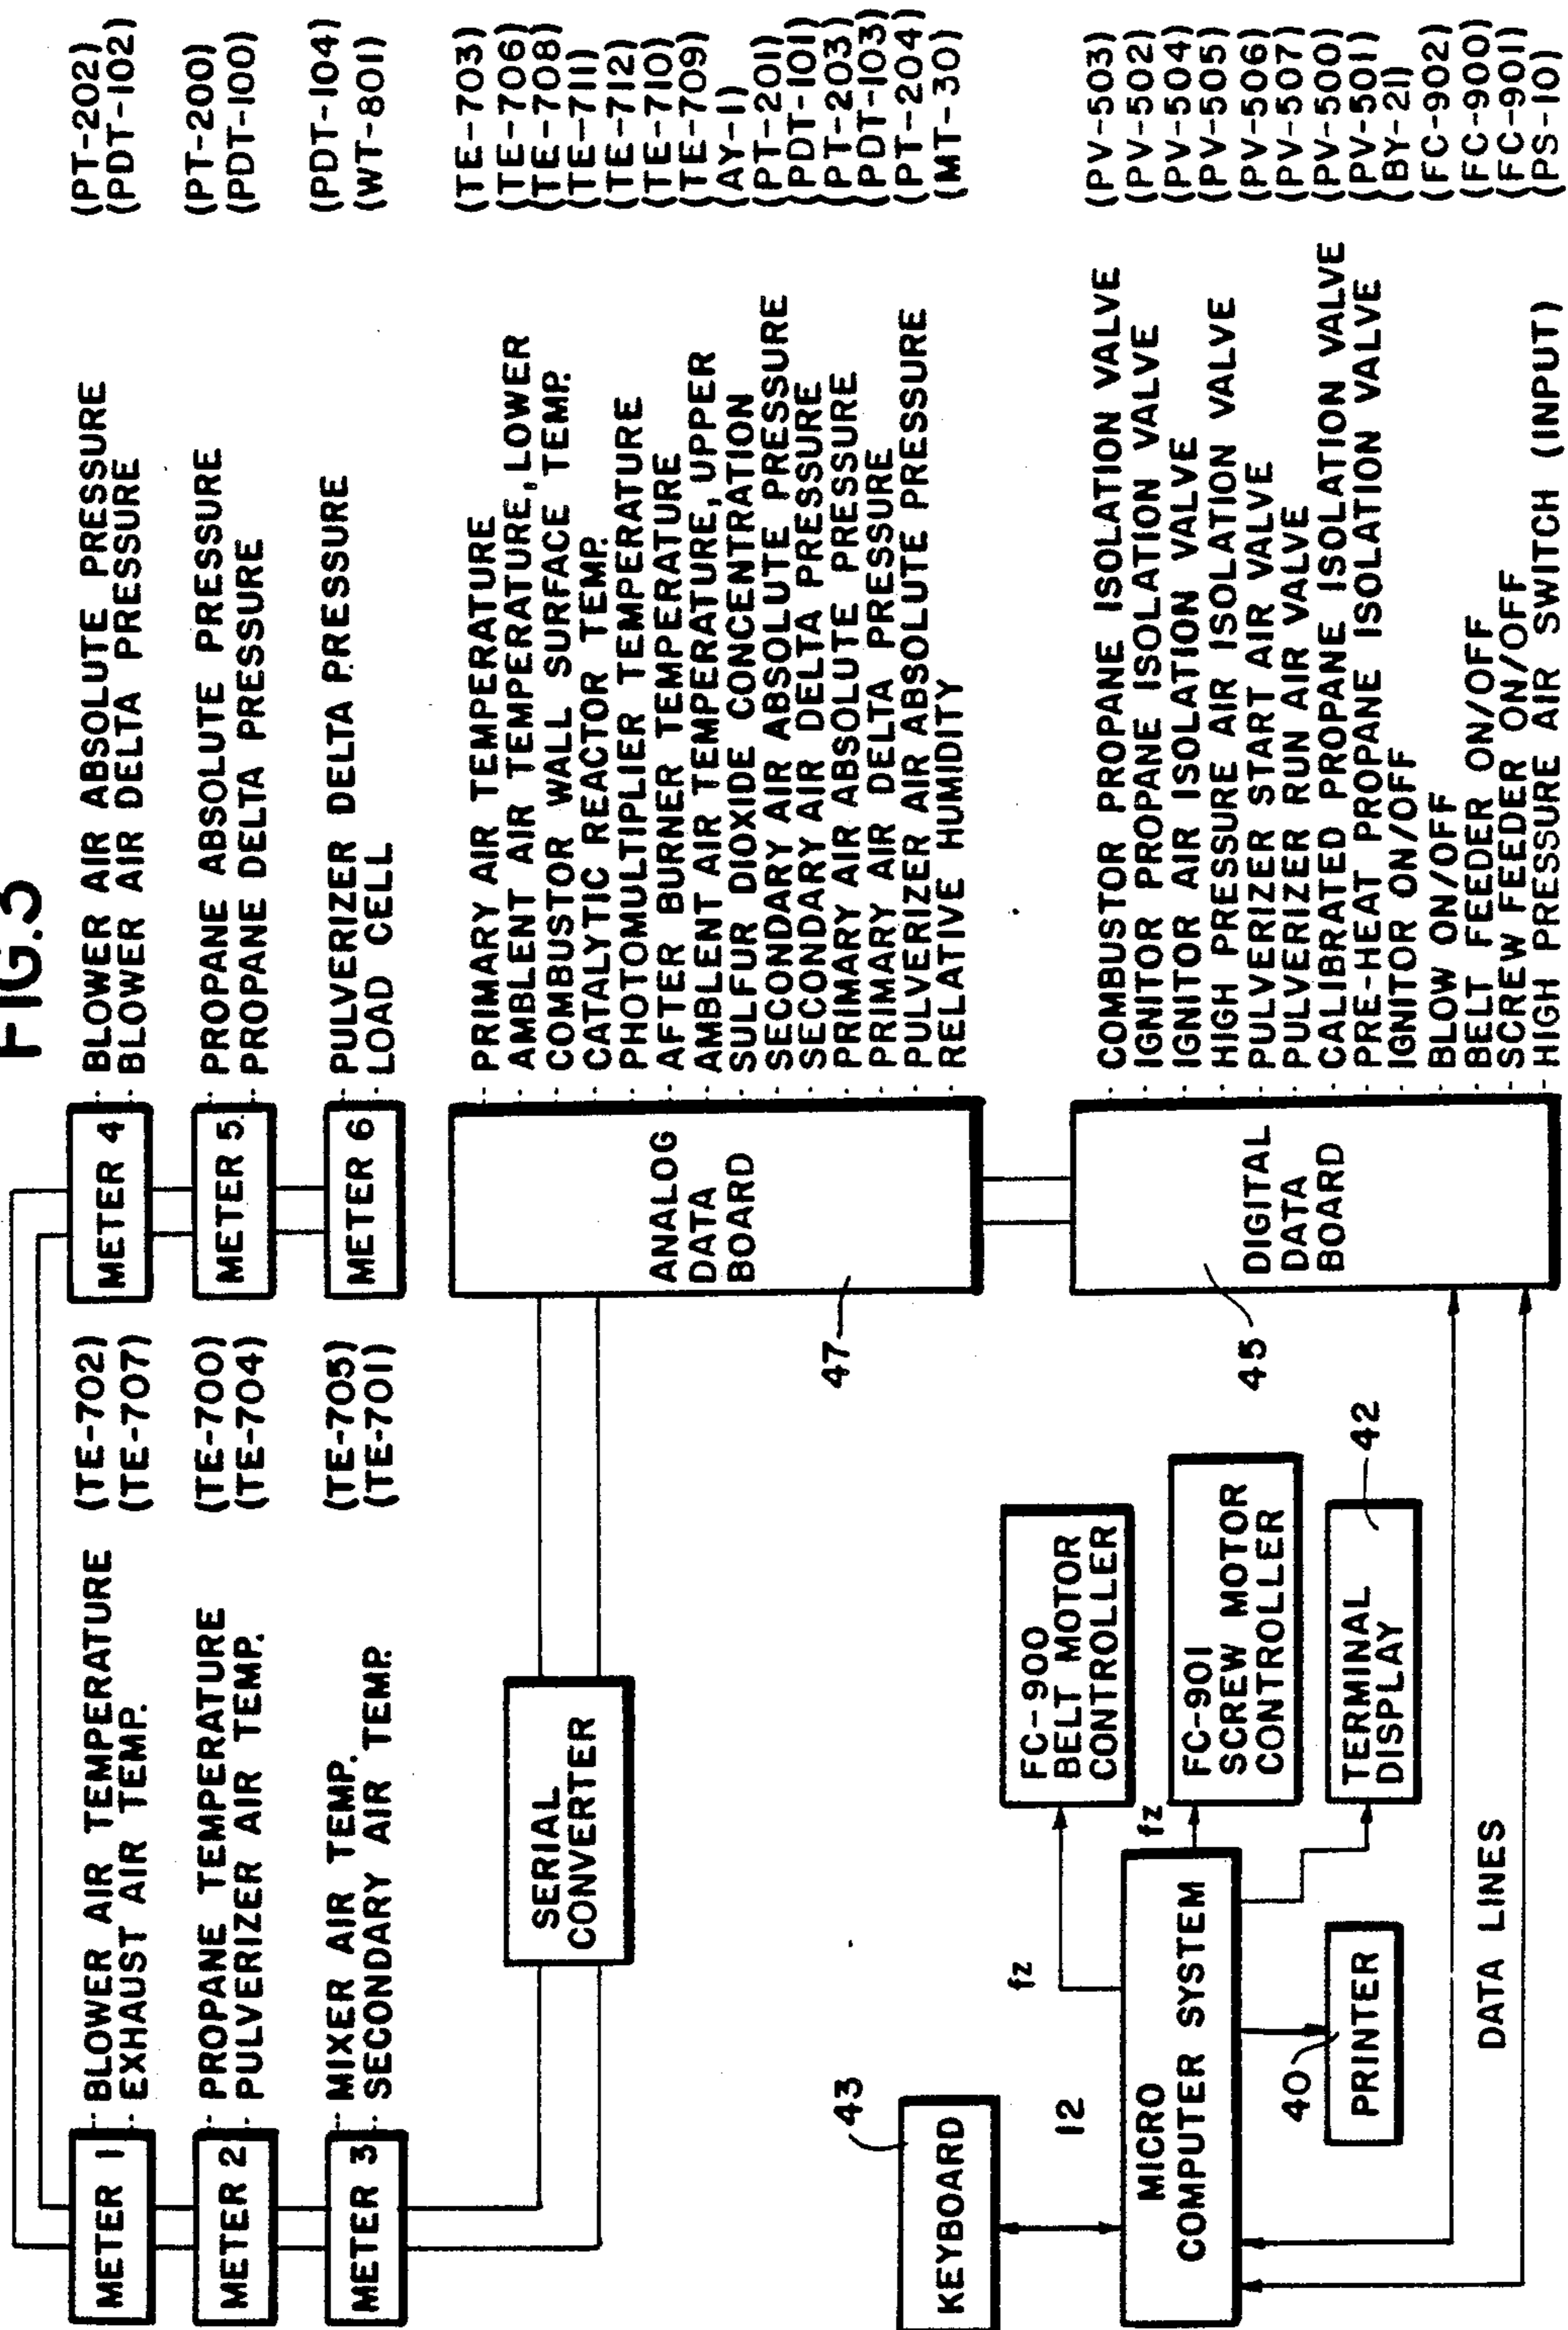 FIG.3
METER 1
BLOWER AIR TEMPERATURE (TE-702)
EXHAUST AIR TEMP. (TE-707)
METER 2
PROPANE TEMPERATURE (TE-700)
PULVERIZER AIR TEMP. (TE-704)
METER 3
MIXER AIR TEMP. (TE-705)
SECONDARY AIR TEMP. (TE-701)
METER 4
BLOWER AIR ABSOLUTE PRESSURE (PT-202)
BLOWER AIR DELTA PRESSURE (PDT-102)
METER 5
PROPANE ABSOLUTE PRESSURE (PT-200)
PROPANE DELTA PRESSURE (PDT-100)
METER 6
PULVERIZER DELTA PRESSURE (PDT-104)
LOAD CELL (WT-801)
SERIAL
CONVERTER
ANALOG
DATA
BOARD
47
PRIMARY AIR TEMPERATURE (TE-703)
AMBLENT AIR TEMPERATURE, LOWER (TE-706)
COMBUSTOR WALL SURFACE TEMP. (TE-708)
CATALYTIC REACTOR TEMP. (TE-711)
PHOTOMULTIPLIER TEMPERATURE (TE-712)
AFTER BURNER TEMPERATURE (TE-710)
AMBLENT AIR TEMPERATURE, UPPER (TE-709)
SULFUR DIOXIDE CONCENTRATION (AY-1)
SECONDARY AIR ABSOLUTE PRESSURE (PT-201)
SECONDARY AIR DELTA PRESSURE (PDT-101)
PRIMARY AIR ABSOLUTE PRESSURE (PT-203)
PRIMARY AIR DELTA PRESSURE (PDT-103)
PULVERIZER AIR ABSOLUTE PRESSURE (PT-204)
RELATIVE HUMIDITY (MT-30)
KEYBOARD
43
12
MICRO
COMPUTER SYSTEM
fz
FC-900
BELT MOTOR
CONTROLLER
fz
FC-901
SCREW MOTOR
CONTROLLER
TERMINAL
DISPLAY
42
40
PRINTER
DATA LINES
DIGITAL
DATA
BOARD
45
COMBUSTOR PROPANE ISOLATION VALVE (PV-503)
IGNITOR PROPANE ISOLATION VALVE (PV-502)
IGNITOR AIR ISOLATION VALVE (PV-504)
HIGH PRESSURE AIR ISOLATION VALVE (PV-505)
PULVERIZER START AIR VALVE (PV-506)
PULVERIZER RUN AIR VALVE (PV-507)
CALIBRATED PROPANE ISOLATION VALVE (PV-500)
PRE-HEAT PROPANE ISOLATION VALVE (PV-501)
IGNITOR ON/OFF (BY-21)
BLOW ON/OFF (FC-902)
BELT FEEDER ON/OFF (FC-900)
SCREW FEEDER ON/OFF (FC-901)
HIGH PRESSURE AIR SWITCH (INPUT) (PS-10)